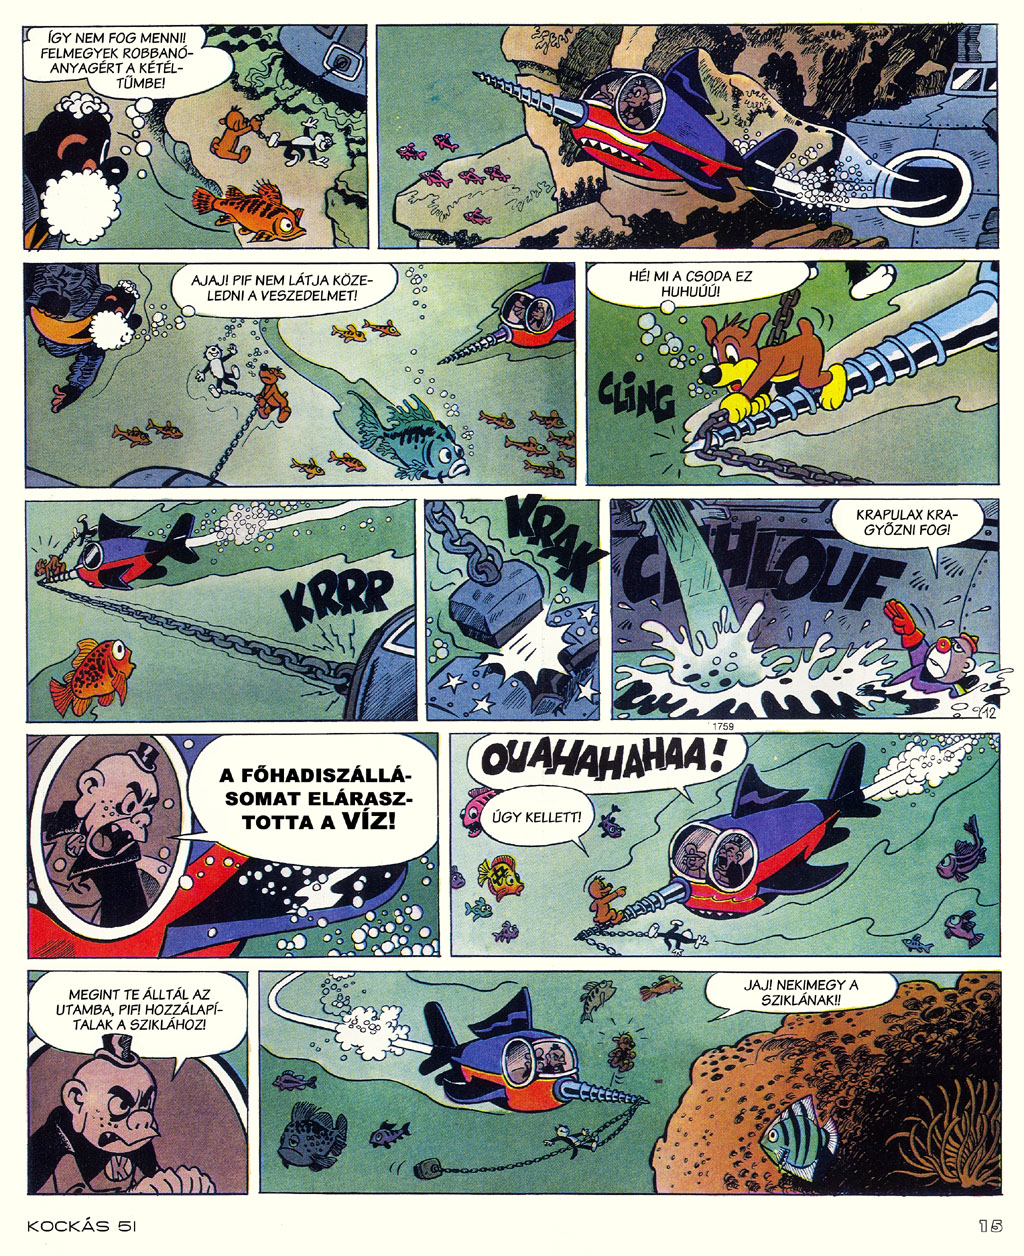 ÍGY NEM FOG MENNI!
FELMEGYEK ROBBANÓ-
ANYAGÉRT A KÉTÉL-
TŰMBE!
AJAJ! PIF NEM LÁTJA KÖZE-
LEDNI A VESZEDELMET!
HÉ! MI A CSODA EZ
HUHUÚÚ!
CLING
KRRR
KRAK
KRAPULAX KRA-
GYŐZNI FOG!
12
1759
A FŐHADISZÁLLÁ-
SOMAT ELÁRASZ-
TOTTA A VÍZ!
OUAHAHAHAA!
ÚGY KELLETT!
MEGINT TE ÁLLTÁL AZ
UTAMBA, PIF! HOZZÁLAPÍ-
TALAK A SZIKLÁHOZ!
JAJ! NEKIMEGY A
SZIKLÁNAK!!
KOCKÁS 51
15